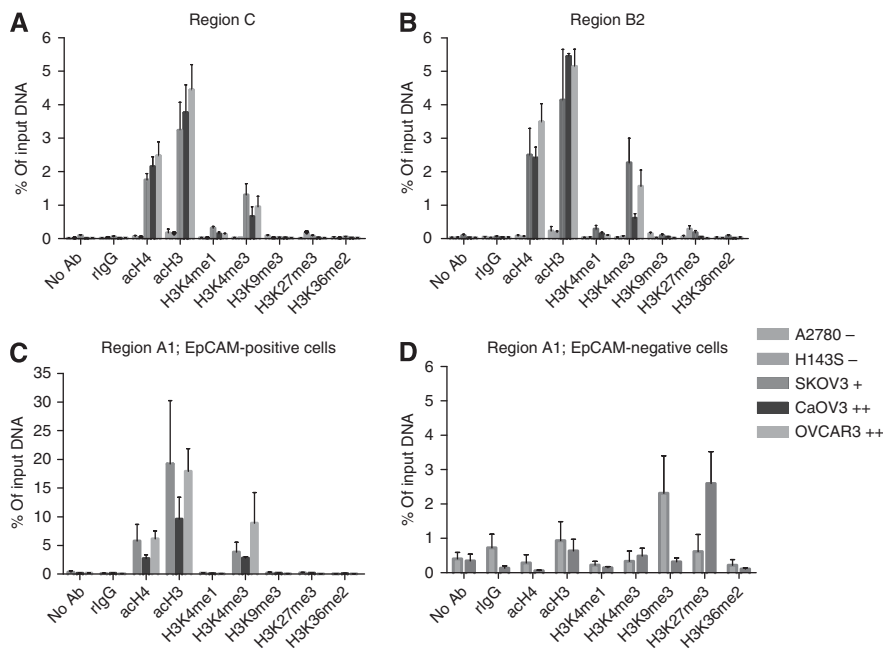 A
Region C
% Of input DNA
6
5
4
3
2
1
0
No Ab
rIgG
acH4
acH3
H3K4me1
H3K4me3
H3K9me3
H3K27me3
H3K36me2
B
Region B2
% Of input DNA
6
5
4
3
2
1
0
No Ab
rIgG
acH4
acH3
H3K4me1
H3K4me3
H3K9me3
H3K27me3
H3K36me2
C
Region A1; EpCAM-positive cells
% Of input DNA
35
30
25
20
15
10
5
0
No Ab
rIgG
acH4
acH3
H3K4me1
H3K4me3
H3K9me3
H3K27me3
H3K36me2
D
Region A1; EpCAM-negative cells
% Of input DNA
6
5
4
3
2
1
0
No Ab
rIgG
acH4
acH3
H3K4me1
H3K4me3
H3K9me3
H3K27me3
H3K36me2
A2780 –
H143S –
SKOV3 +
CaOV3 ++
OVCAR3 ++